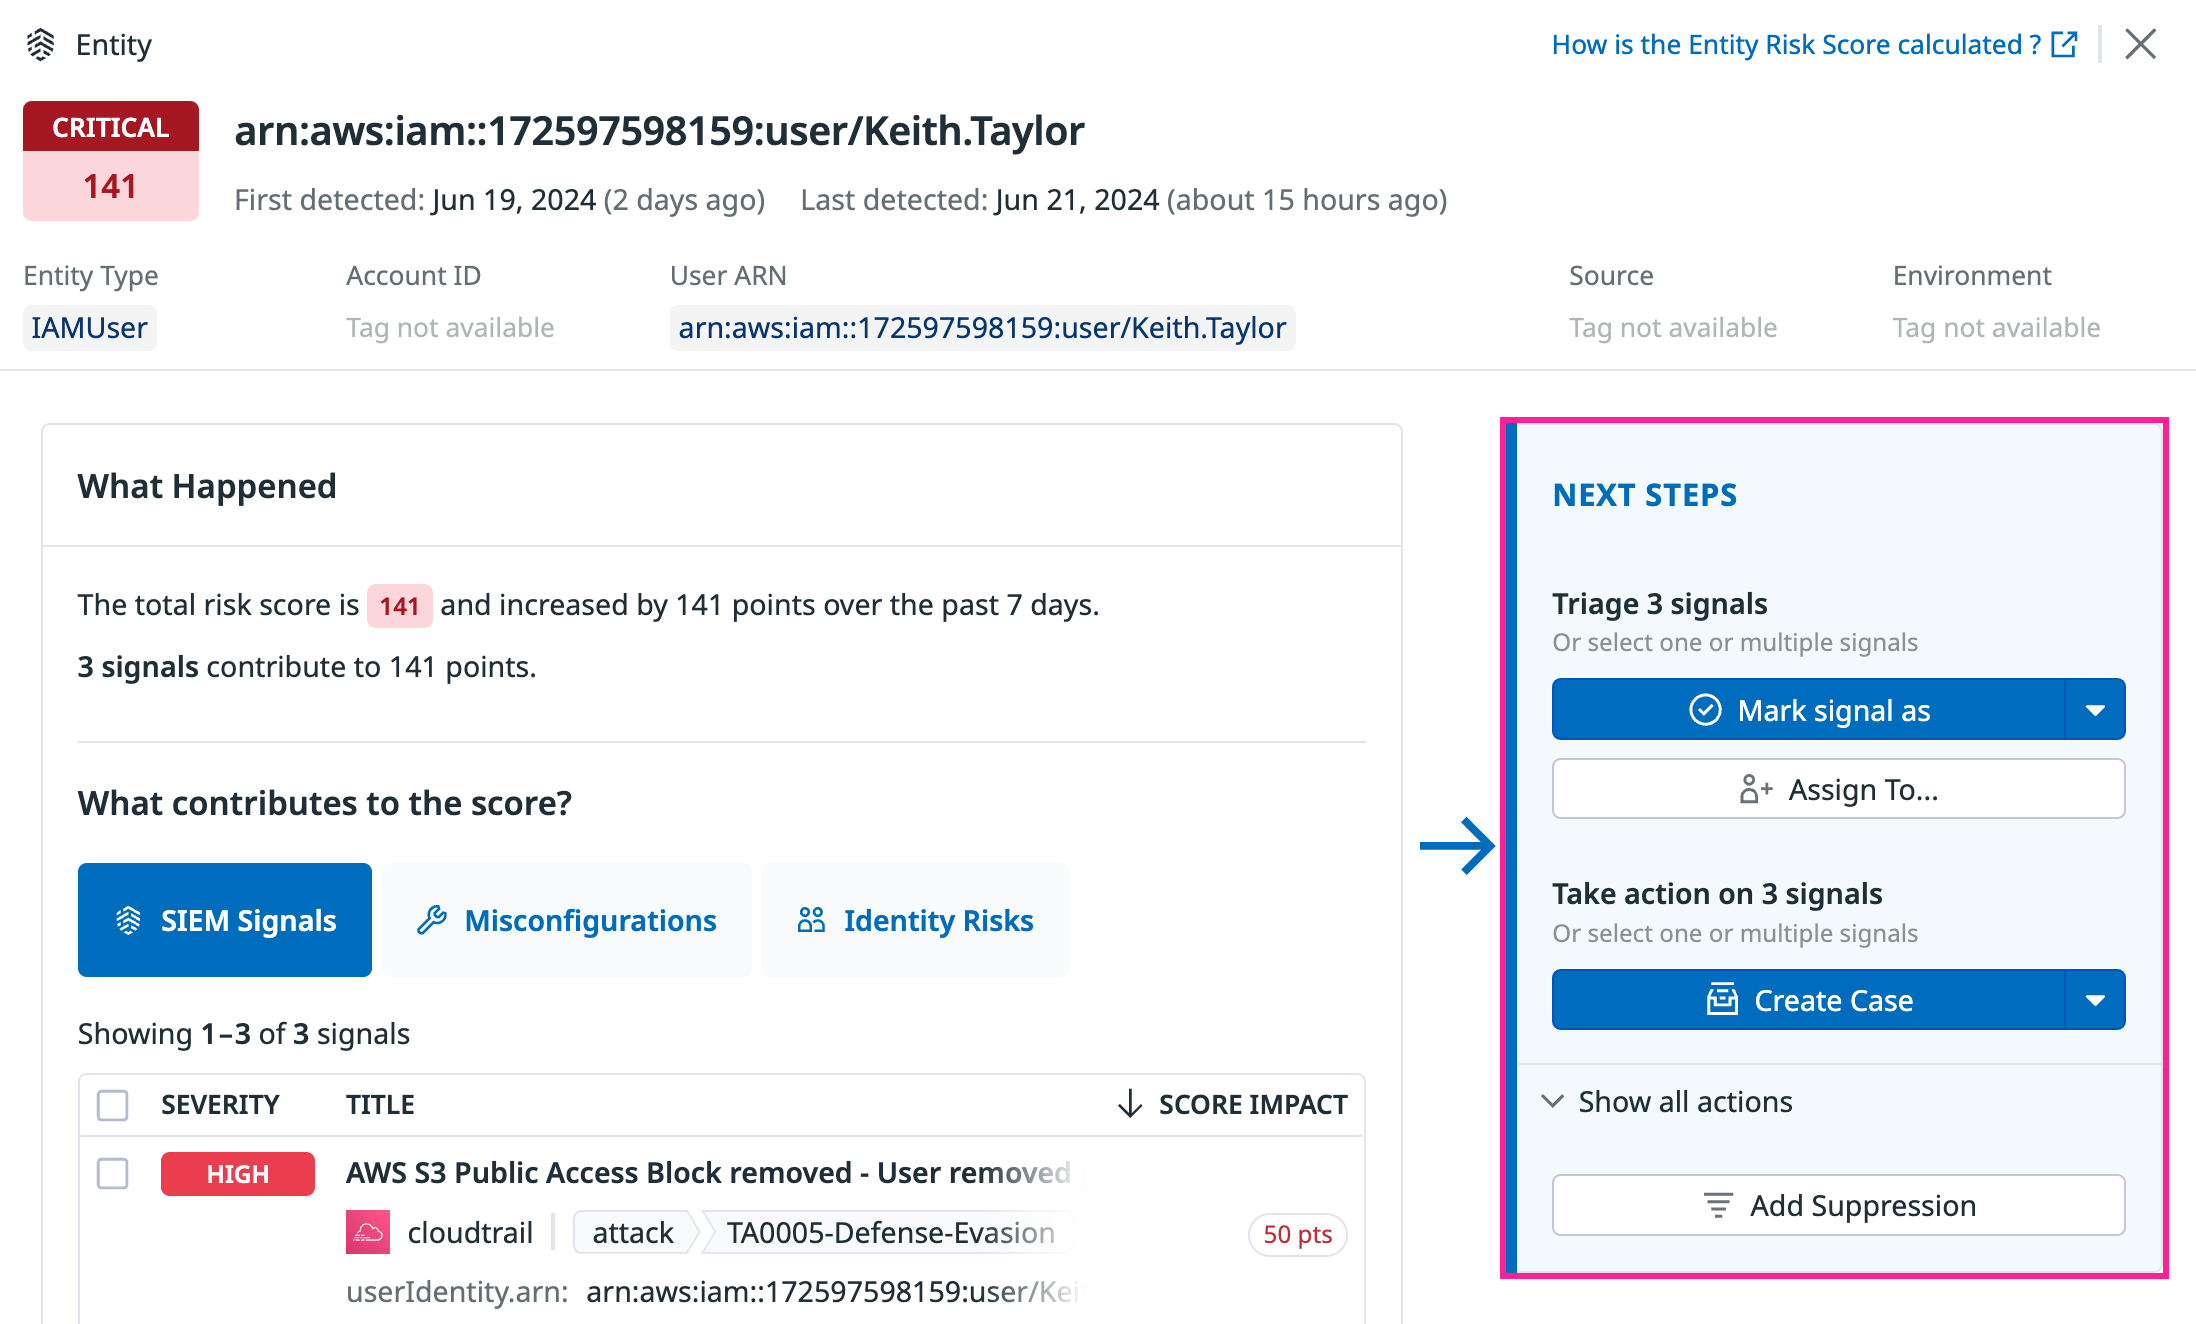 Entity
How is the Entity Risk Score calculated ?
CRITICAL
141
arn:aws:iam::172597598159:user/Keith.Taylor
First detected: Jun 19, 2024 (2 days ago) Last detected: Jun 21, 2024 (about 15 hours ago)
Entity Type Account ID User ARN Source Environment
IAMUser Tag not available arn:aws:iam::172597598159:user/Keith.Taylor Tag not available Tag not available
What Happened
The total risk score is 141 and increased by 141 points over the past 7 days.
3 signals contribute to 141 points.
What contributes to the score?
SIEM Signals Misconfigurations Identity Risks
Showing 1–3 of 3 signals
SEVERITY TITLE SCORE IMPACT
HIGH AWS S3 Public Access Block removed - User removed
cloudtrail attack TA0005-Defense-Evasion 50 pts
userIdentity.arn: arn:aws:iam::172597598159:user/Kei
NEXT STEPS
Triage 3 signals
Or select one or multiple signals
Mark signal as
Assign To...
Take action on 3 signals
Or select one or multiple signals
Create Case
Show all actions
Add Suppression